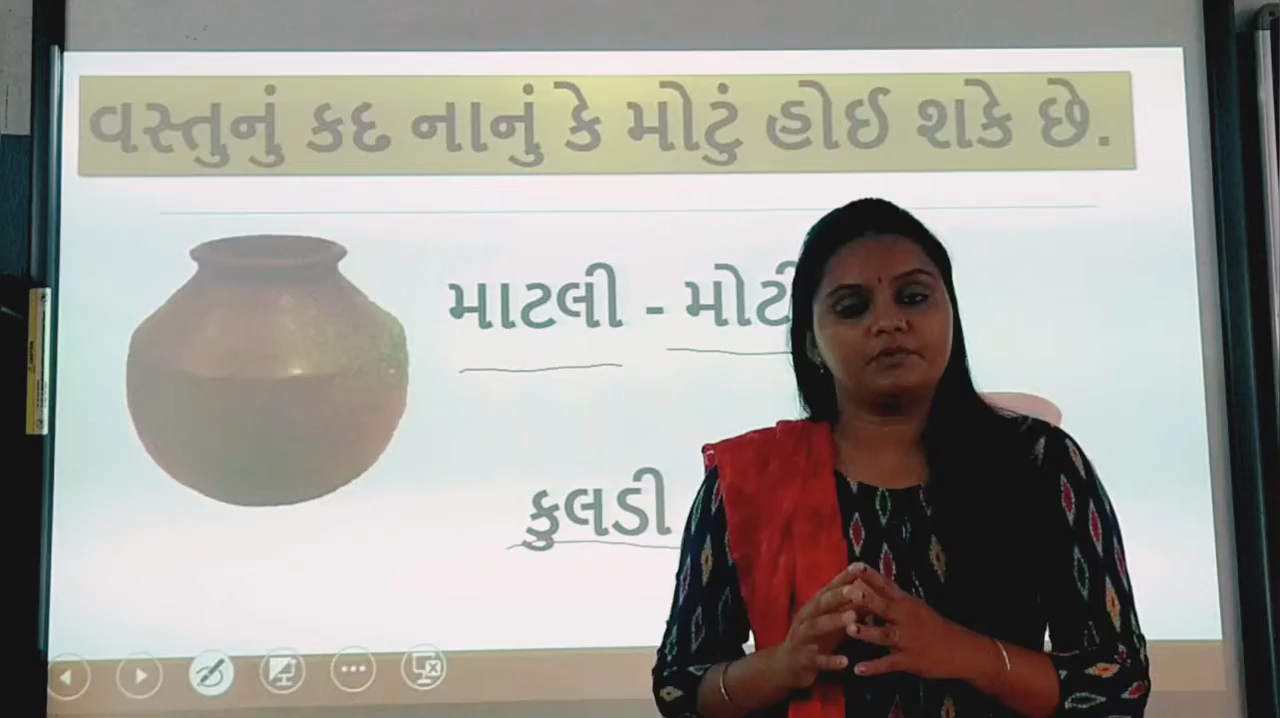 વસ્તુનું કદ નાનું કે મોટું હોઈ શકે છે.
માટલી - મોટી
કુલડી